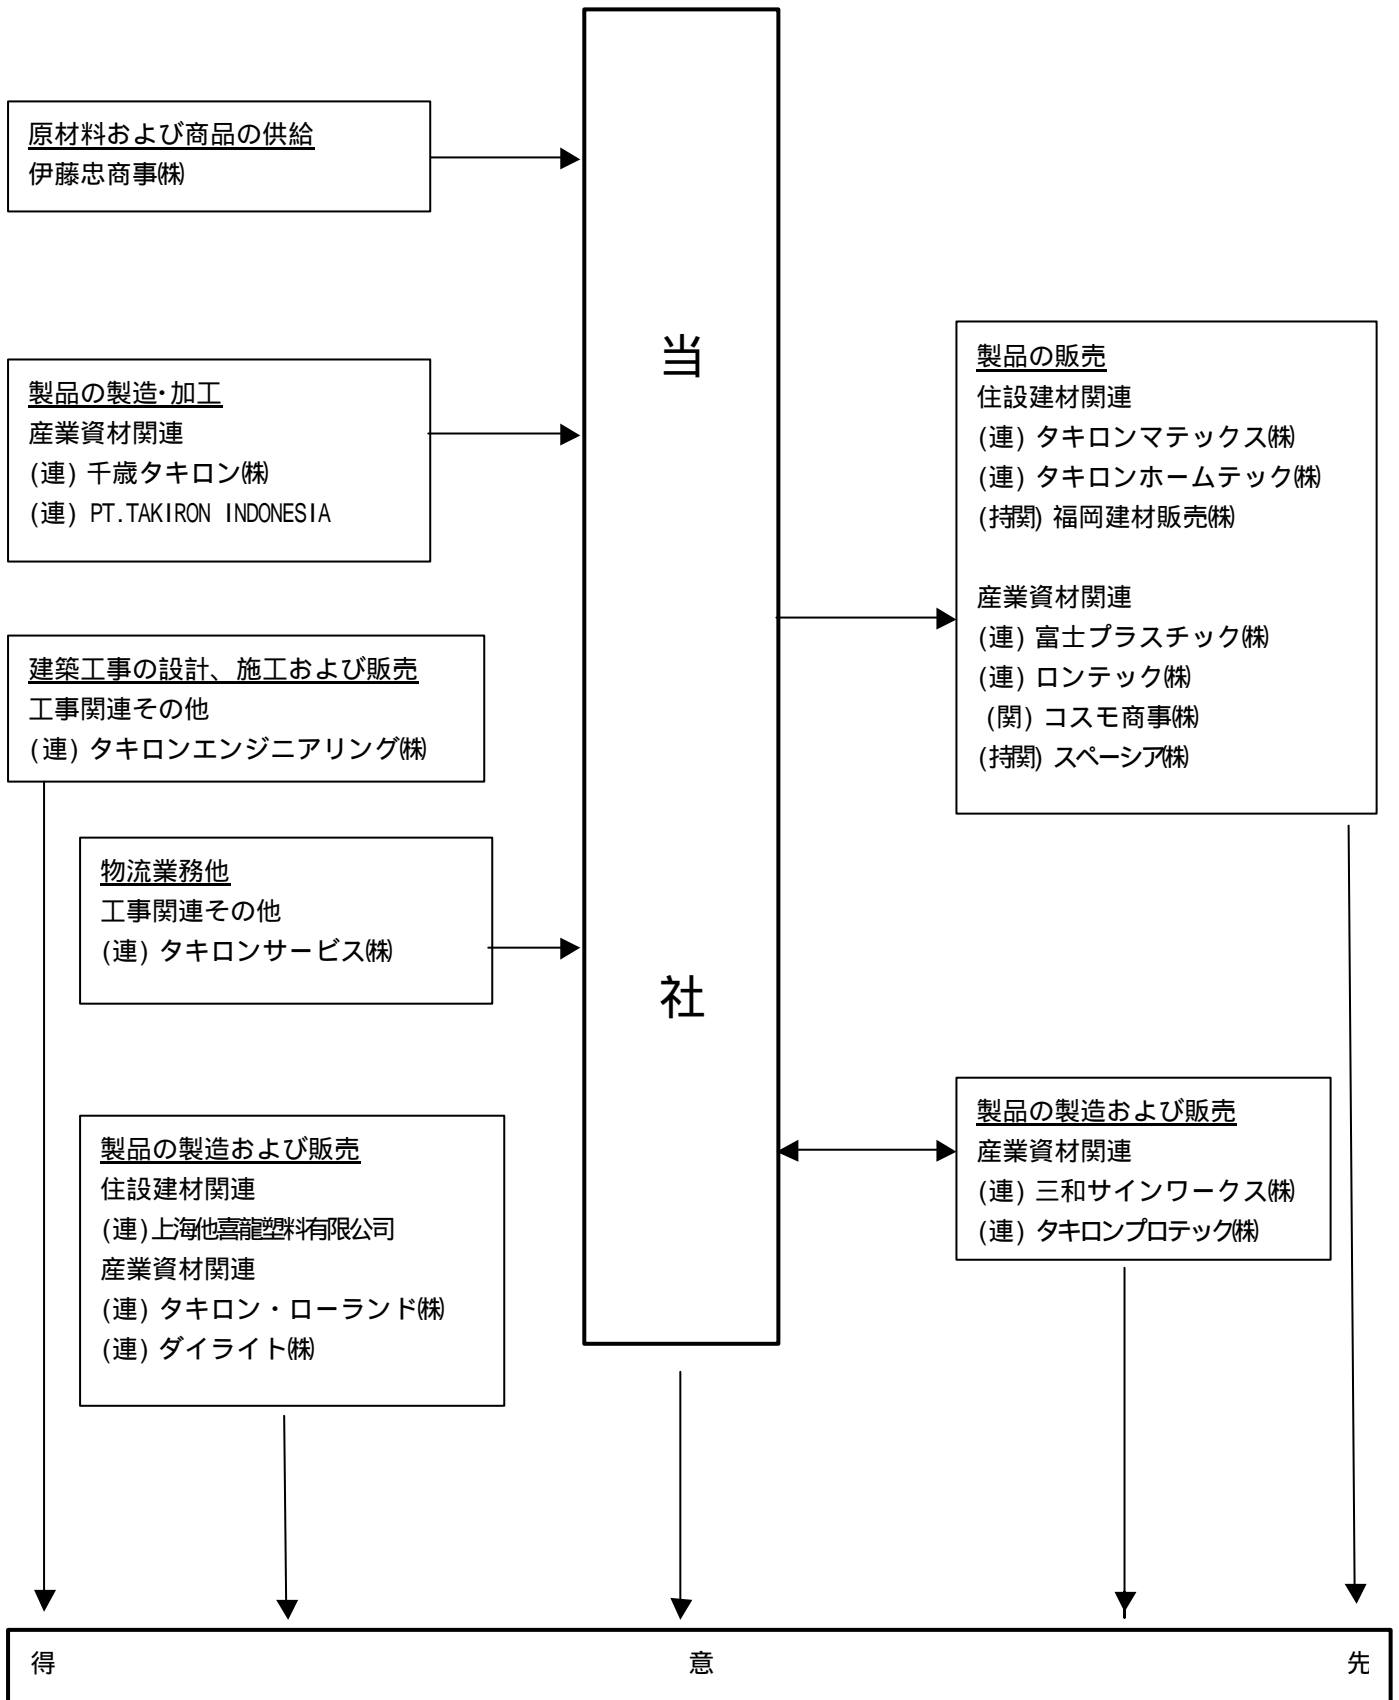 原材料および商品の供給
伊藤忠商事㈱
当
社
製品の製造・加工
産業資材関連
(連) 千歳タキロン㈱
(連) PT.TAKIRON INDONESIA
建築工事の設計、施工および販売
工事関連その他
(連) タキロンエンジニアリング㈱
物流業務他
工事関連その他
(連) タキロンサービス㈱
製品の製造および販売
住設建材関連
(連)上海他喜龍塑料有限公司
産業資材関連
(連) タキロン・ローランド㈱
(連) ダイライト㈱
製品の販売
住設建材関連
(連) タキロンマテックス㈱
(連) タキロンホームテック㈱
(持関) 福岡建材販売㈱
産業資材関連
(連) 富士プラスチック㈱
(連) ロンテック㈱
(関) コスモ商事㈱
(持関) スペーシア㈱
製品の製造および販売
産業資材関連
(連) 三和サインワークス㈱
(連) タキロンプロテック㈱
得 意 先